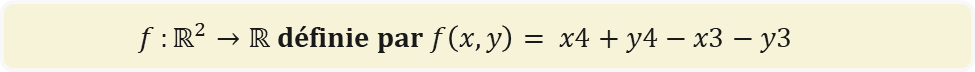 f : ℝ² → ℝ définie par f(x, y) = x4 + y4 − x3 − y3